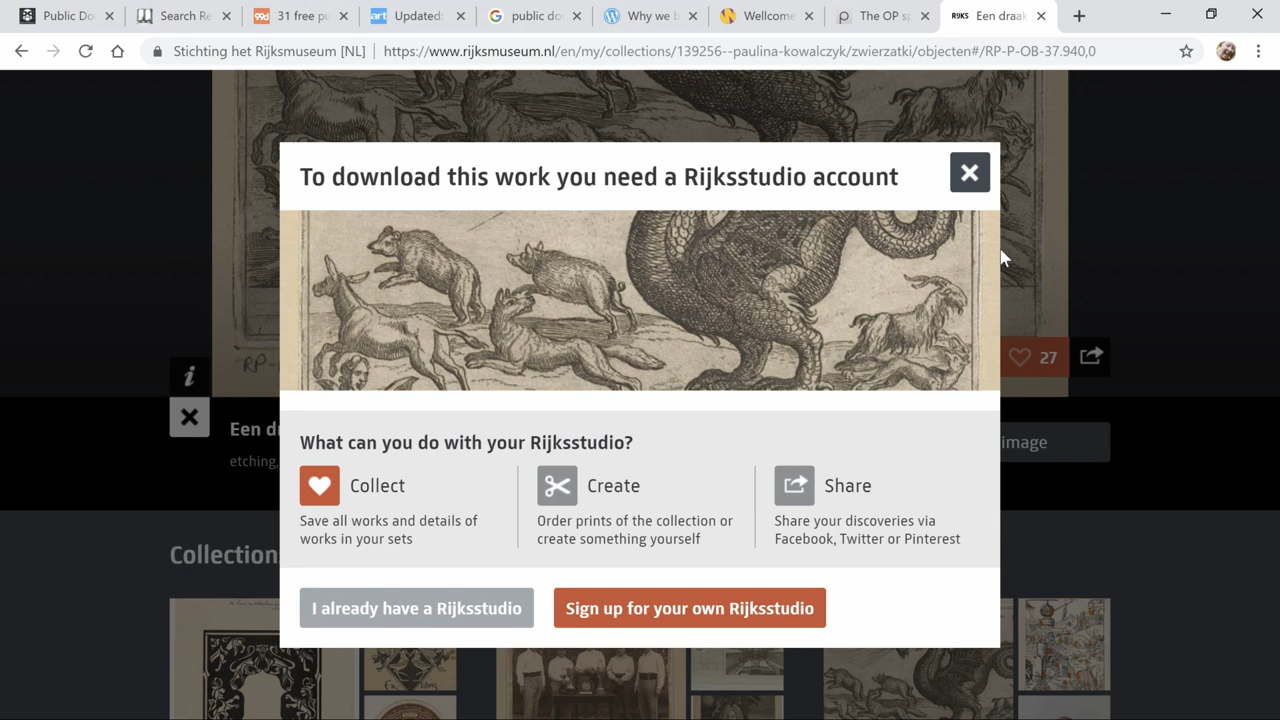 Public Do
Search Re
99d 31 free pu
art Updated:
G public do
Why we b
Wellcome
The OP sp
RIJKS Een draak
Stichting het Rijksmuseum [NL] https://www.rijksmuseum.nl/en/my/collections/139256--paulina-kowalczyk/zwierzatki/objecten#/RP-P-OB-37.940,0
To download this work you need a Rijksstudio account
RP-
27
i
Een dr
image
etching,
What can you do with your Rijksstudio?
Collect
Create
Share
Save all works and details of
works in your sets
Order prints of the collection or
create something yourself
Share your discoveries via
Facebook, Twitter or Pinterest
Collection
I already have a Rijksstudio
Sign up for your own Rijksstudio